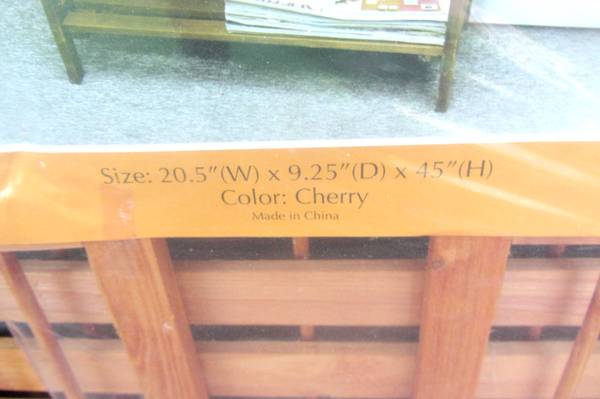 Size: 20.5"(W) x 9.25"(D) x 45"(H)
Color: Cherry
Made in China